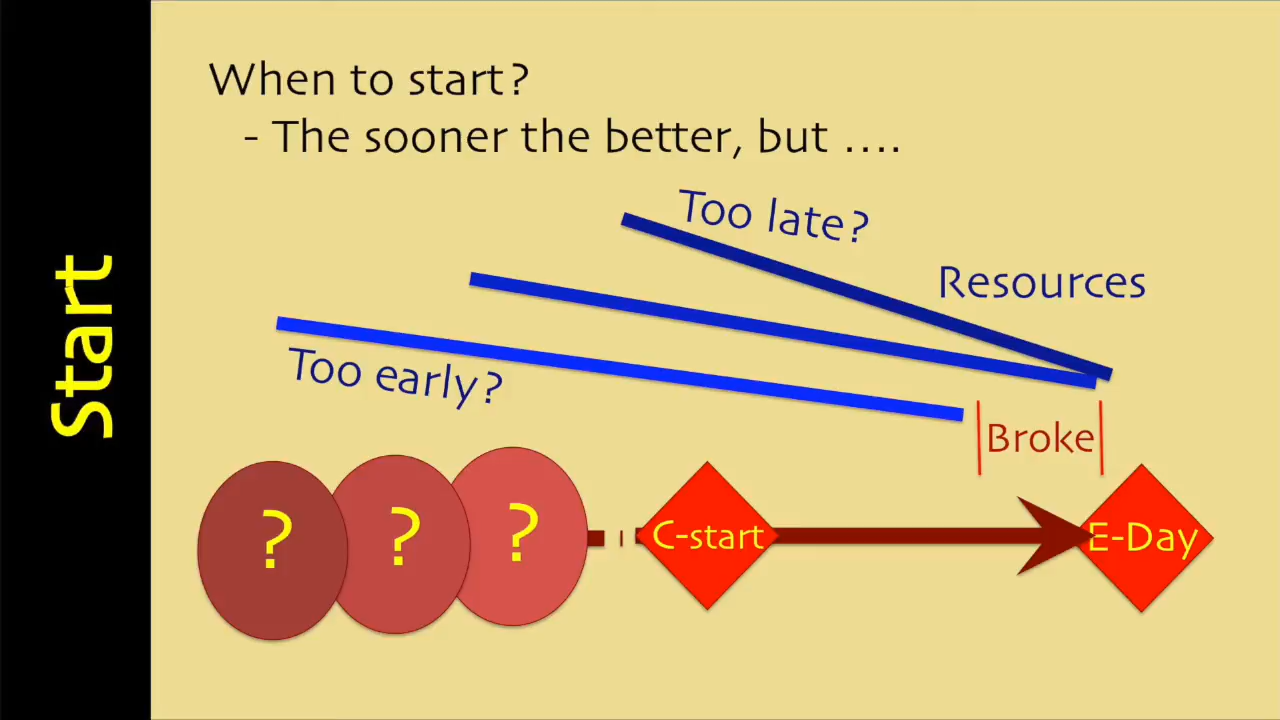 Start
When to start?
- The sooner the better, but ....
Too late?
Resources
Too early?
Broke
? ? ?
C-start
E-Day